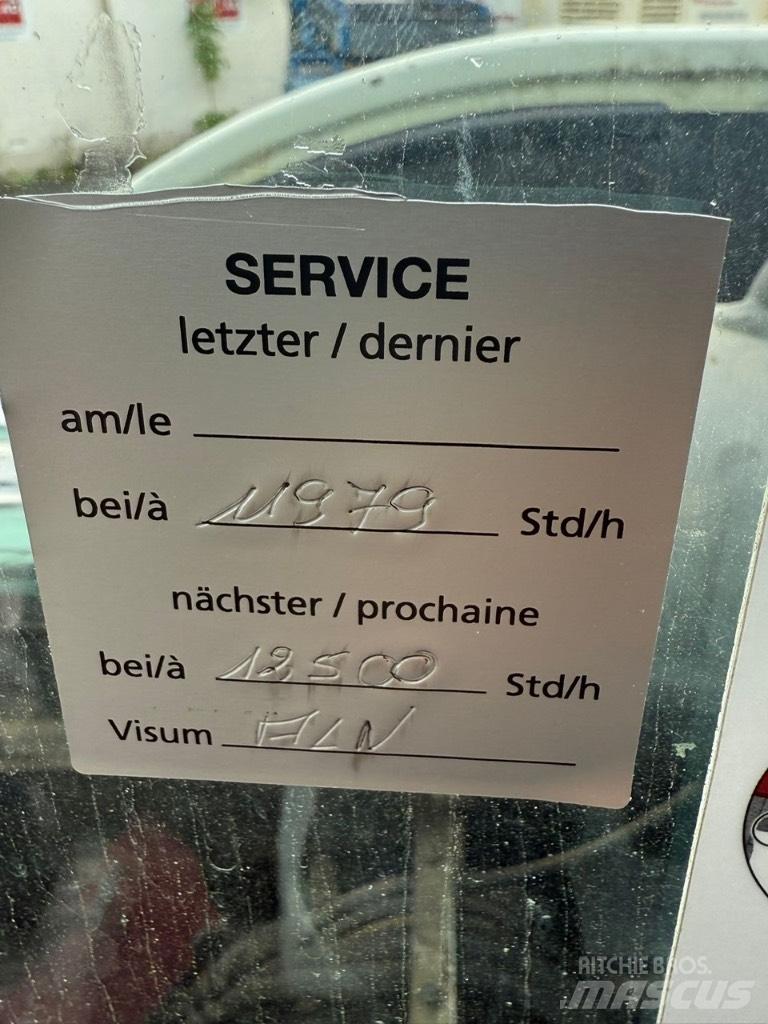 SERVICE
letzter / dernier
am/le
bei/à 11979 Std/h
nächster / prochaine
bei/à 12500 Std/h
Visum
RITCHIE BROS.
MASCUS